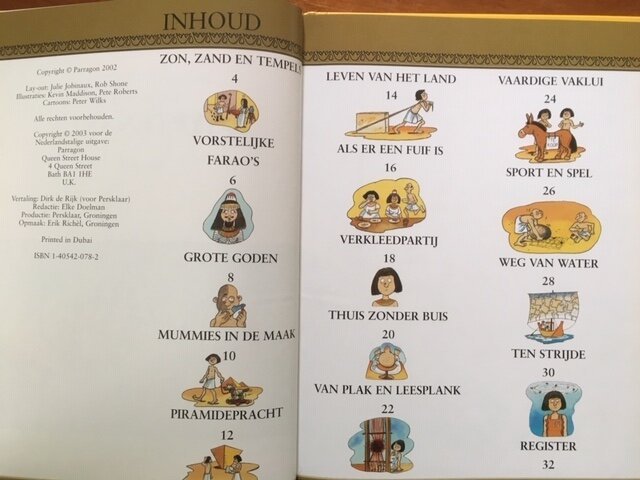 INHOUD
Copyright © Parragon 2002
Lay-out: Julie Jobinaux, Rob Shone
Illustraties: Kevin Maddison, Pete Roberts
Cartoons: Peter Wilks
Alle rechten voorbehouden.
Copyright © 2003 voor de
Nederlandstalige uitgave:
Parragon
Queen Street House
4 Queen Street
Bath BA1 1HE
U.K.
Vertaling: Dirk de Rijk (voor Persklaar)
Redactie: Elke Doelman
Productie: Persklaar, Groningen
Opmaak: Erik Richèl, Groningen
Printed in Dubai
ISBN 1-40542-078-2
ZON, ZAND EN TEMPELS
4
VORSTELIJKE
FARAO'S
6
GROTE GODEN
8
MUMMIES IN DE MAAK
10
PIRAMIDEPRACHT
12
LEVEN VAN HET LAND
14
ALS ER EEN FUIF IS
16
VERKLEEDPARTIJ
18
THUIS ZONDER BUIS
20
VAN PLAK EN LEESPLANK
22
VAARDIGE VAKLUI
24
SPORT EN SPEL
26
WEG VAN WATER
28
TEN STRIJDE
30
REGISTER
32